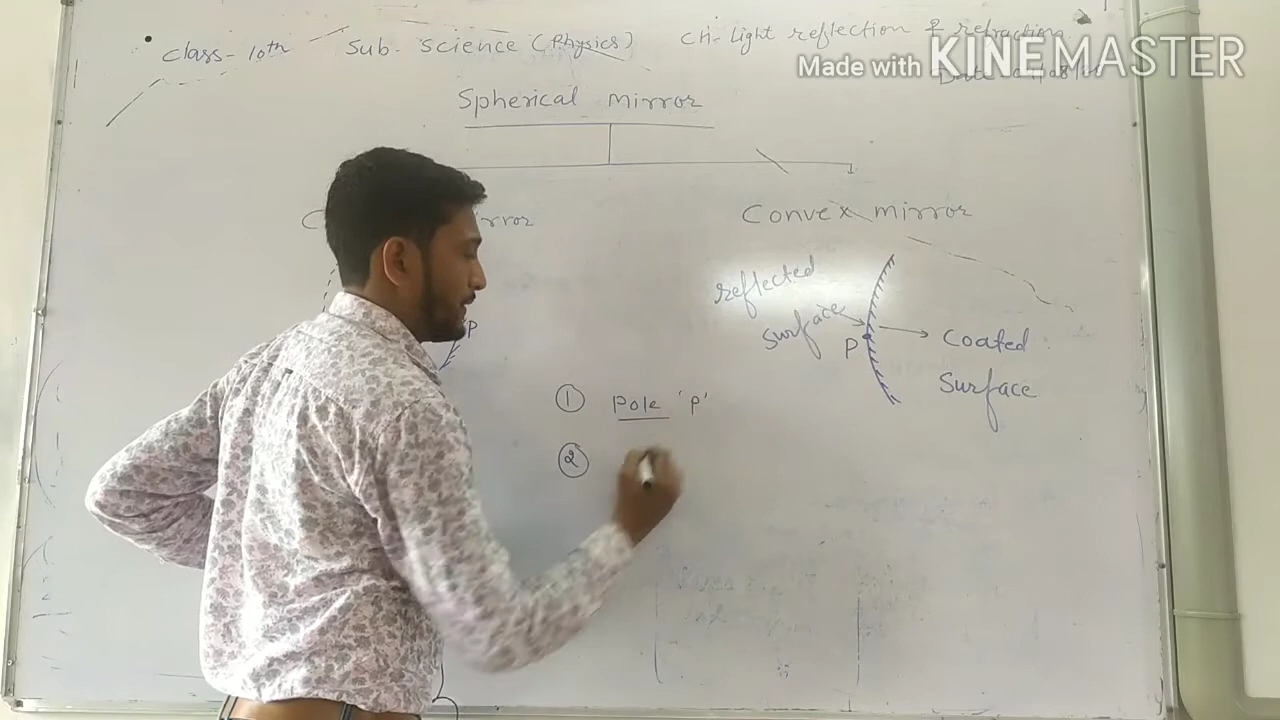 Class-10th Sub- Science (Physics) CH- Light reflection & refraction
Made with KINEMASTER
Date
Spherical mirror
Convex mirror
reflected
surface
P
P
Coated
Surface
① Pole 'P'
②